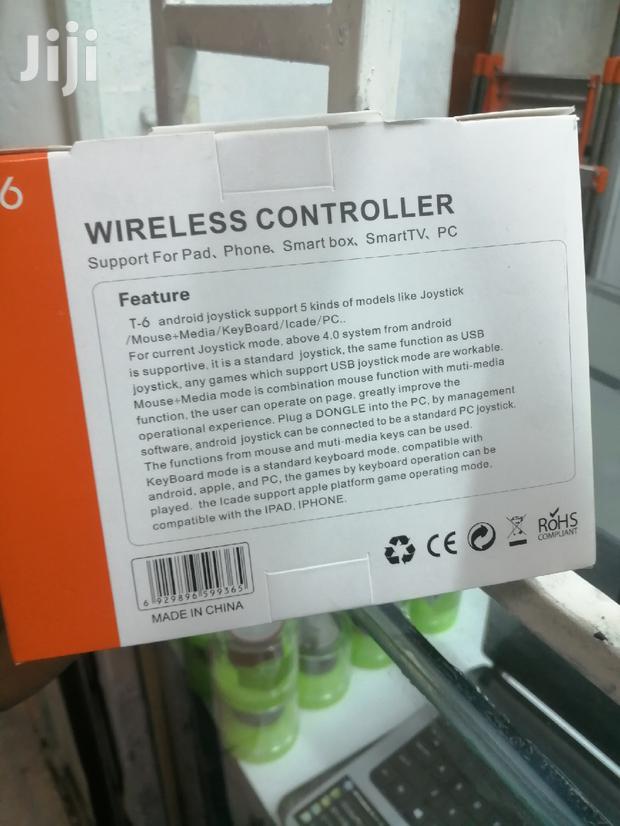 Jiji
6
WIRELESS CONTROLLER
Support For Pad、Phone、Smart box、SmartTV、PC
Feature
T-6 android joystick support 5 kinds of models like Joystick
/Mouse+Media/KeyBoard/Icade/PC..
For current Joystick mode, above 4.0 system from android
is supportive, it is a standard joystick, the same function as USB
joystick, any games which support USB joystick mode are workable.
Mouse+Media mode is combination mouse function with muti-media
function, the user can operate on page, greatly improve the
operational experience. Plug a DONGLE into the PC, by management
software, android joystick can be connected to be a standard PC joystick.
The functions from mouse and muti-media keys can be used.
KeyBoard mode is a standard keyboard mode, compatible with
android, apple, and PC, the games by keyboard operation can be
played. the Icade support apple platform game operating mode,
compatible with the IPAD, IPHONE.
6 929896 599365
MADE IN CHINA
CE
RoHS
COMPLIANT